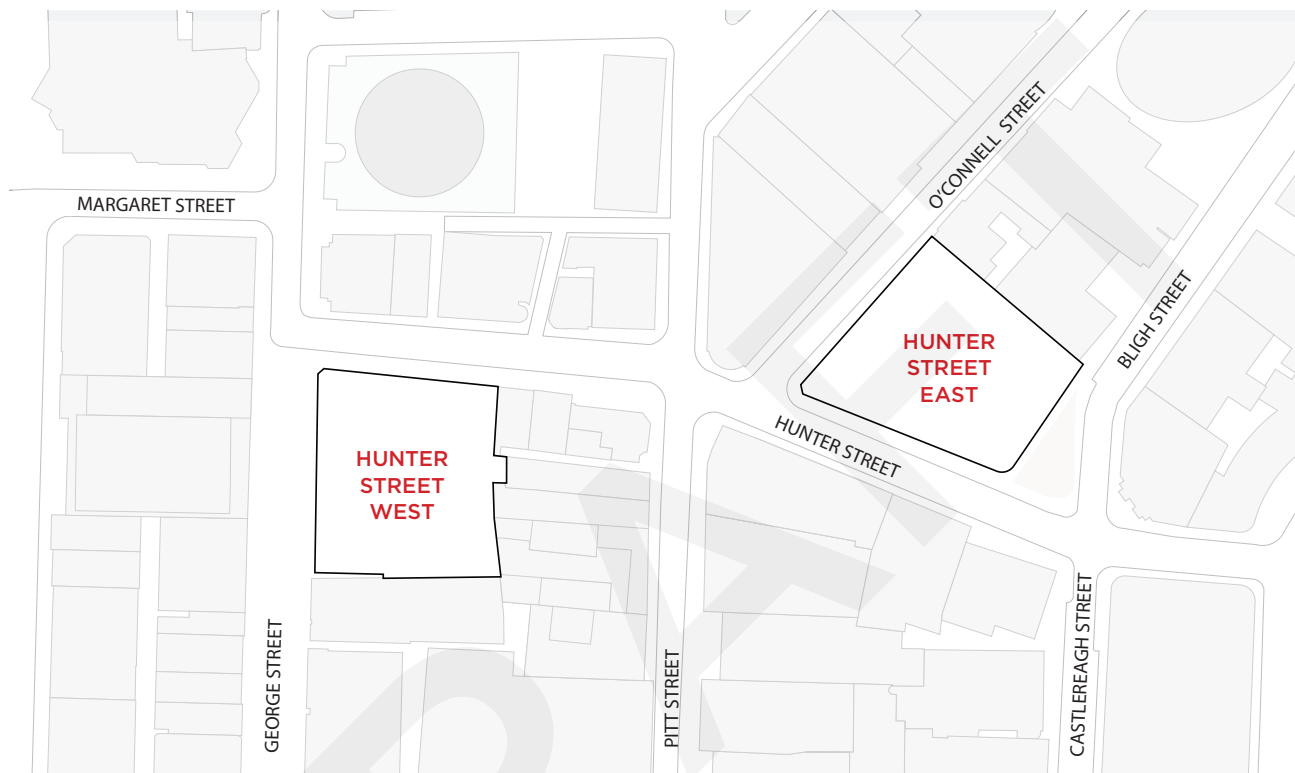 MARGARET STREET
O'CONNELL STREET
BLIGH STREET
HUNTER
STREET
EAST
HUNTER STREET
HUNTER
STREET
WEST
GEORGE STREET
PITT STREET
CASTLEREAGH STREET